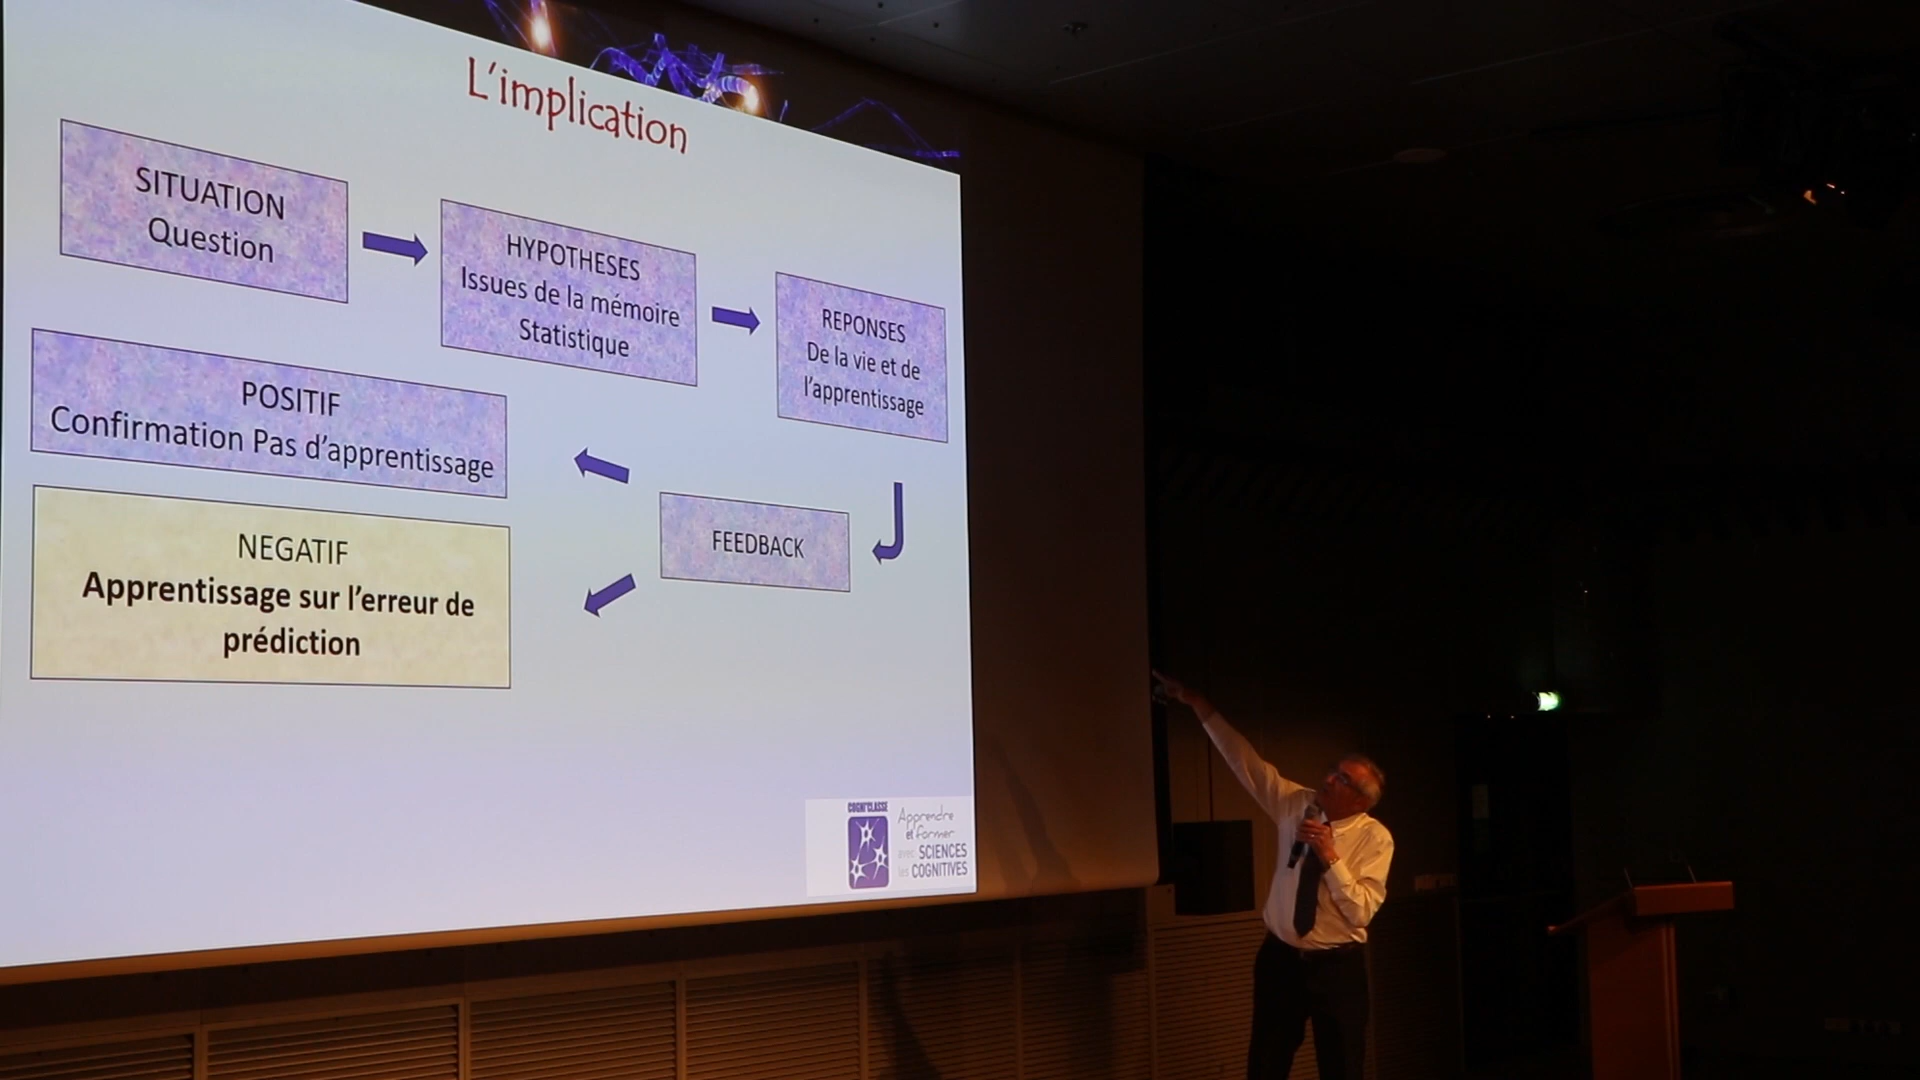 L'implication
SITUATION
Question
HYPOTHESES
Issues de la mémoire
Statistique
REPONSES
De la vie et de
l'apprentissage
FEEDBACK
POSITIF
Confirmation Pas d'apprentissage
NEGATIF
Apprentissage sur l'erreur de
prédiction
COGNI'CLASSE
Apprendre
et former
avec SCIENCES
les COGNITIVES